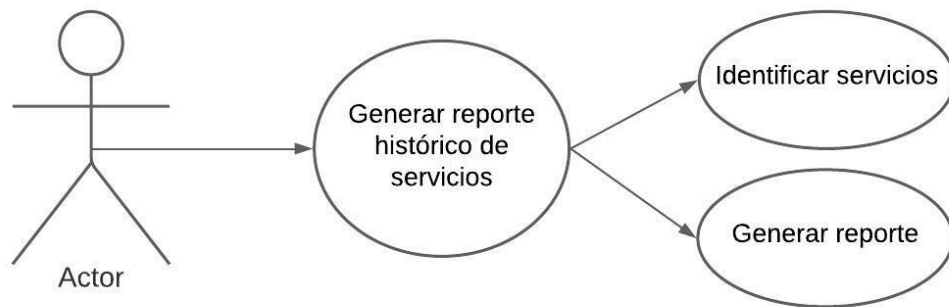 Generar reporte
histórico de
servicios
Identificar servicios
Generar reporte
Actor